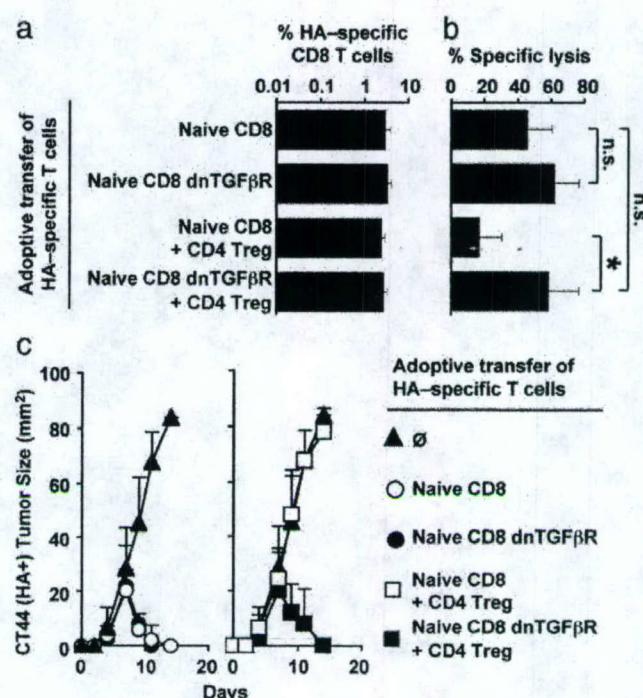 a
% HA–specific
CD8 T cells
0.01 0.1 1 10
b
% Specific lysis
0 20 40 60 80
Adoptive transfer of
HA–specific T cells
Naive CD8
Naive CD8 dnTGFβR
Naive CD8
+ CD4 Treg
Naive CD8 dnTGFβR
+ CD4 Treg
n.s.
*
n.s.
C
CT44 (HA+) Tumor Size (mm²)
100
80
60
40
20
0
0 10 20 0 10 20
Days
Adoptive transfer of
HA–specific T cells
Ø
Naive CD8
Naive CD8 dnTGFβR
Naive CD8
+ CD4 Treg
Naive CD8 dnTGFβR
+ CD4 Treg